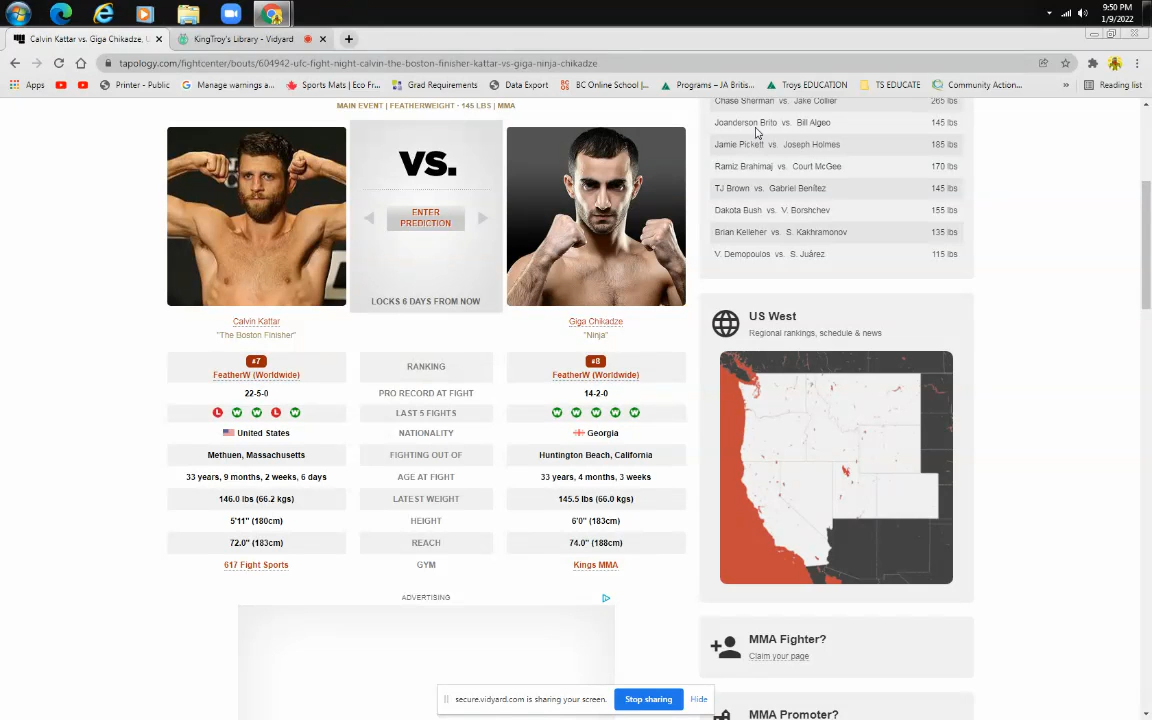 9:50 PM
1/9/2022
Calvin Kattar vs. Giga Chikadze, U
KingTroy's Library - Vidyard
tapology.com/fightcenter/bouts/604942-ufc-fight-night-calvin-the-boston-finisher-kattar-vs-giga-ninja-chikadze
Apps
Printer - Public
Manage warnings a...
Sports Mats | Eco Fr...
Grad Requirements
Data Export
BC Online School |...
Programs – JA Britis...
Troys EDUCATION
TS EDUCATE
Community Action...
»
Reading list
MAIN EVENT | FEATHERWEIGHT · 145 LBS | MMA
VS.
ENTER
PREDICTION
LOCKS 6 DAYS FROM NOW
Calvin Kattar
"The Boston Finisher"
Giga Chikadze
"Ninja"
#7
FeatherW (Worldwide)
RANKING
#8
FeatherW (Worldwide)
22-5-0 PRO RECORD AT FIGHT 14-2-0
L W W L W LAST 5 FIGHTS W W W W W
United States NATIONALITY Georgia
Methuen, Massachusetts FIGHTING OUT OF Huntington Beach, California
33 years, 9 months, 2 weeks, 6 days AGE AT FIGHT 33 years, 4 months, 3 weeks
146.0 lbs (66.2 kgs) LATEST WEIGHT 145.5 lbs (66.0 kgs)
5'11" (180cm) HEIGHT 6'0" (183cm)
72.0" (183cm) REACH 74.0" (188cm)
617 Fight Sports GYM Kings MMA
ADVERTISING
Chase Sherman vs. Jake Collier 265 lbs
Joanderson Brito vs. Bill Algeo 145 lbs
Jamie Pickett vs. Joseph Holmes 185 lbs
Ramiz Brahimaj vs. Court McGee 170 lbs
TJ Brown vs. Gabriel Benítez 145 lbs
Dakota Bush vs. V. Borshchev 155 lbs
Brian Kelleher vs. S. Kakhramonov 135 lbs
V. Demopoulos vs. S. Juárez 115 lbs
US West
Regional rankings, schedule & news
MMA Fighter?
Claim your page
MMA Promoter?
secure.vidyard.com is sharing your screen.
Stop sharing
Hide